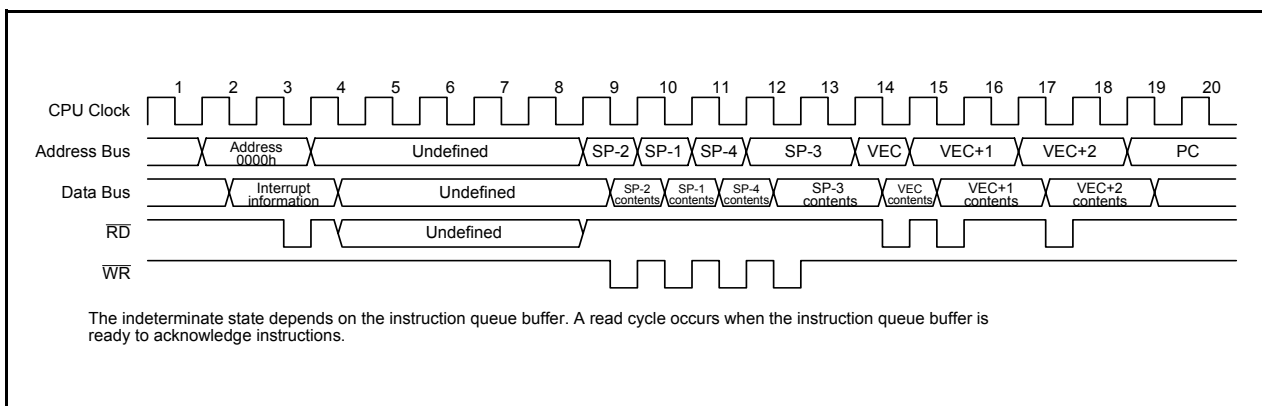 1 2 3 4 5 6 7 8 9 10 11 12 13 14 15 16 17 18 19 20
CPU Clock
Address Bus
Address
0000h
Undefined
SP-2
SP-1
SP-4
SP-3
VEC
VEC+1
VEC+2
PC
Data Bus
Interrupt
information
Undefined
SP-2
contents
SP-1
contents
SP-4
contents
SP-3
contents
VEC
contents
VEC+1
contents
VEC+2
contents
RD
Undefined
WR
The indeterminate state depends on the instruction queue buffer. A read cycle occurs when the instruction queue buffer is
ready to acknowledge instructions.